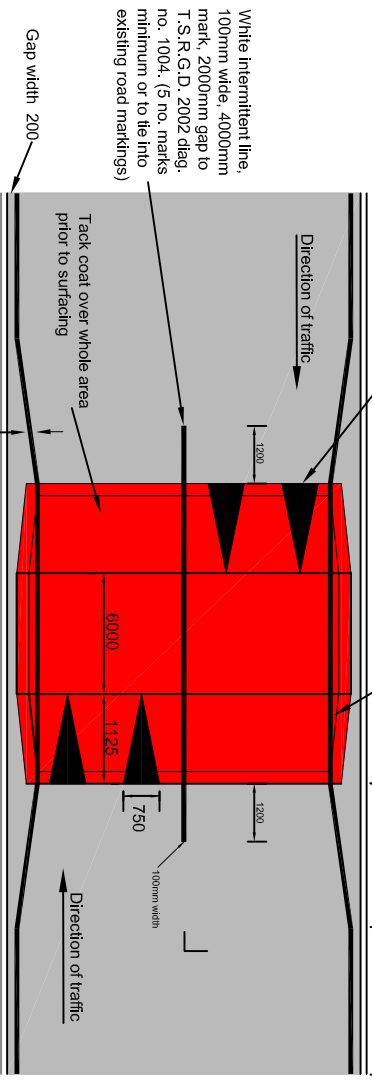 White intermittent line,
100mm wide, 4000mm
mark, 2000mm gap to
T.S.R.G.D. 2002 diag.
no. 1004. (5 no. marks
minimum or to tie into
existing road markings)
Gap width 200
Direction of traffic
Tack coat over whole area
prior to surfacing
1200
6000
1125
750
1200
100mm width
Direction of traffic